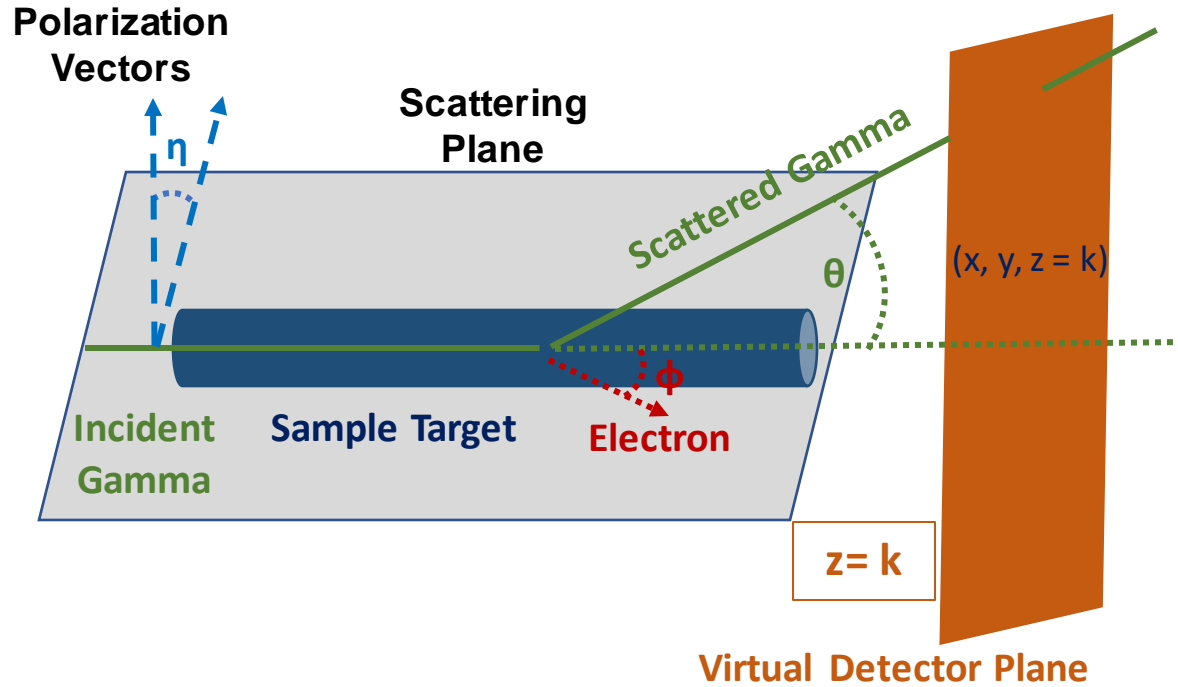 Polarization
Vectors
η
Scattering
Plane
Scattered Gamma
θ
(x, y, z = k)
ϕ
Incident
Gamma
Sample Target
Electron
z= k
Virtual Detector Plane